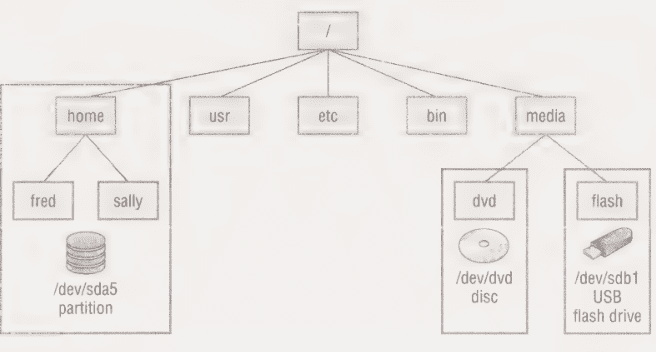 /
home
usr
etc
bin
media
fred
sally
dvd
flash
/dev/sda5
partition
/dev/dvd
disc
/dev/sdb1
USB
flash drive